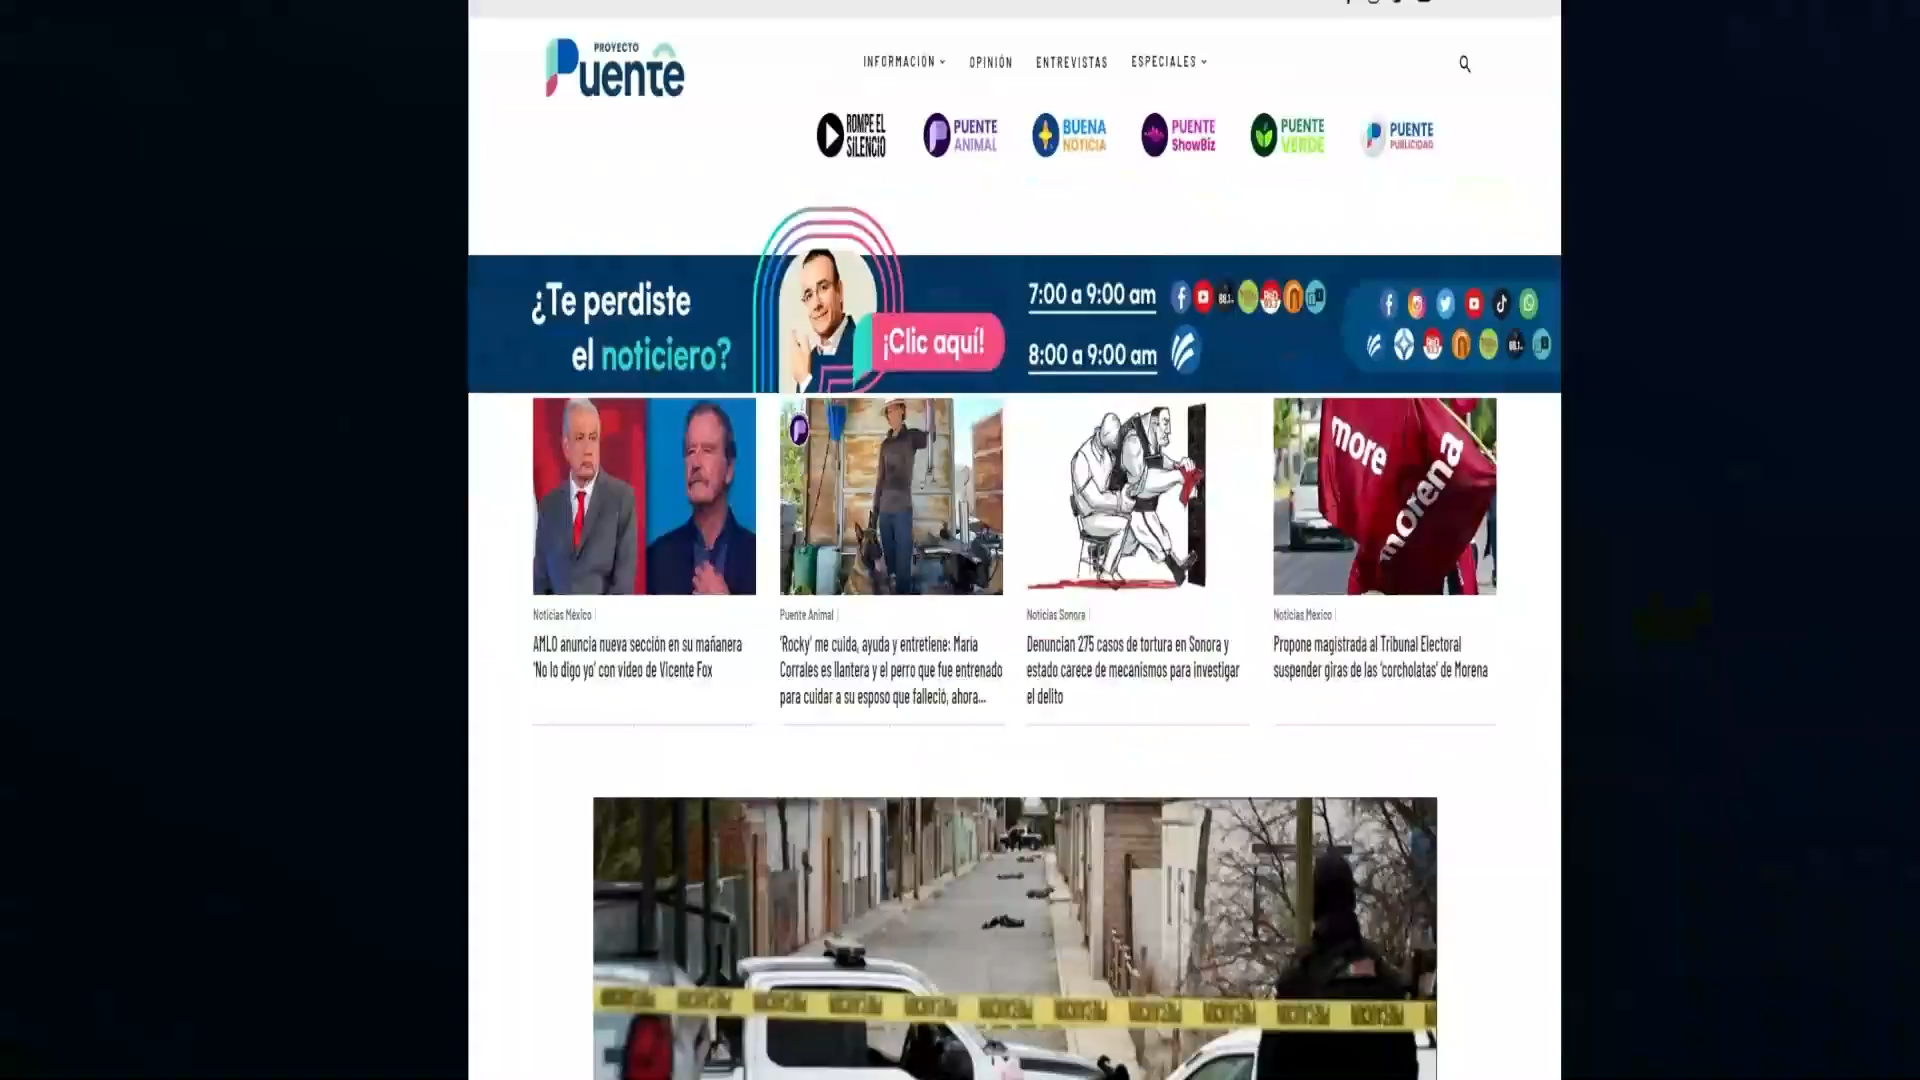 PROYECTO
Puente
INFORMACIÓN
OPINIÓN
ENTREVISTAS
ESPECIALES
ROMPE EL
SILENCIO
PUENTE
ANIMAL
BUENA
NOTICIA
PUENTE
ShowBiz
PUENTE
VERDE
PUENTE
PUBLICIDAD
¿Te perdiste
el noticiero?
¡Clic aquí!
7:00 a 9:00 am
8:00 a 9:00 am
more
morena
Noticias México
AMLO anuncia nueva sección en su mañanera
'No lo digo yo' con video de Vicente Fox
Puente Animal
'Rocky' me cuida, ayuda y entretiene: María
Corrales es llantera y el perro que fue entrenado
para cuidar a su esposo que falleció, ahora...
Noticias Sonora
Denuncian 275 casos de tortura en Sonora y
estado carece de mecanismos para investigar
el delito
Noticias México
Propone magistrada al Tribunal Electoral
suspender giras de las 'corcholatas' de Morena